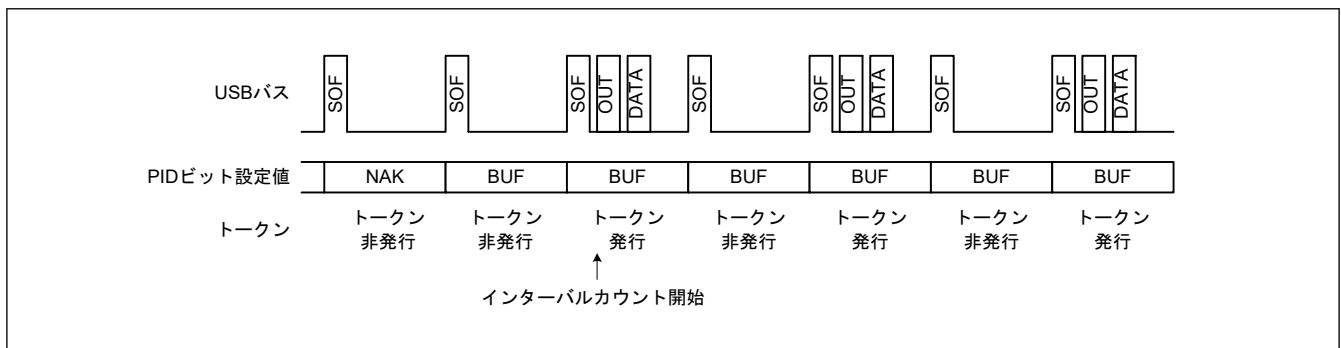 USBバス
SOF
SOF
SOF
OUT
DATA
SOF
SOF
OUT
DATA
SOF
SOF
OUT
DATA
PIDビット設定値
NAK
BUF
BUF
BUF
BUF
BUF
BUF
トークン
トークン
非発行
トークン
非発行
トークン
発行
トークン
非発行
トークン
発行
トークン
非発行
トークン
発行
インターバルカウント開始